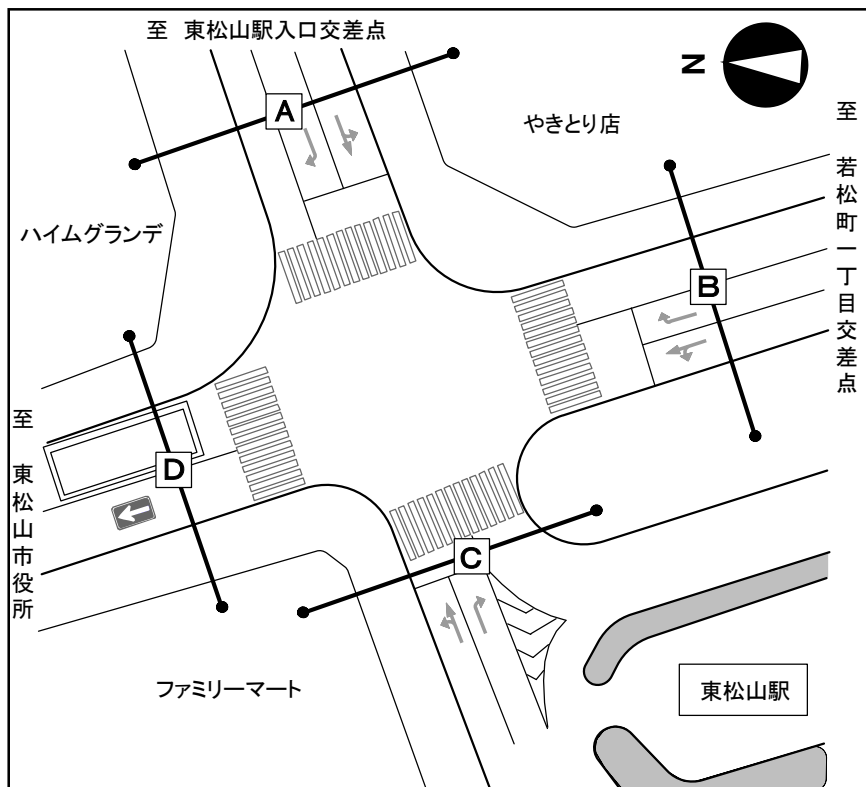 至 東松山駅入口交差点
A
N
やきとり店
至 若松町一丁目交差点
ハイムグランデ
B
至 東松山市役所
D
C
ファミリーマート
東松山駅